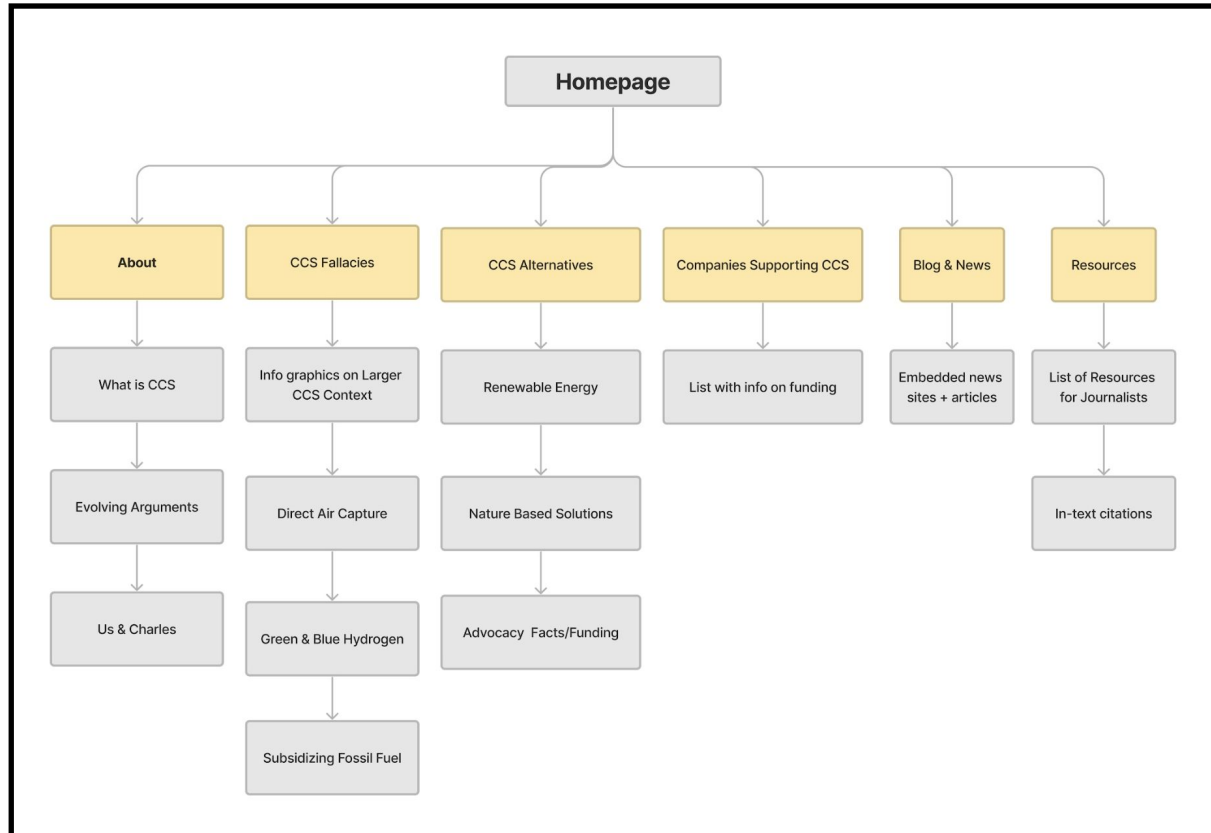 Homepage
About
CCS Fallacies
CCS Alternatives
Companies Supporting CCS
Blog & News
Resources
What is CCS
Info graphics on Larger
CCS Context
Renewable Energy
List with info on funding
Embedded news
sites + articles
List of Resources
for Journalists
Evolving Arguments
Direct Air Capture
Nature Based Solutions
In-text citations
Us & Charles
Green & Blue Hydrogen
Advocacy Facts/Funding
Subsidizing Fossil Fuel